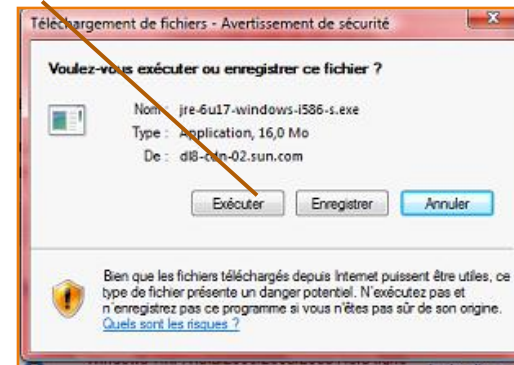 Téléchargement de fichiers - Avertissement de sécurité
Voulez-vous exécuter ou enregistrer ce fichier ?
Nom : jre-6u17-windows-i586-s.exe
Type : Application, 16,0 Mo
De : dl8-cdn-02.sun.com
Exécuter Enregistrer Annuler
Bien que les fichiers téléchargés depuis Internet puissent être utiles, ce
type de fichier présente un danger potentiel. N'exécutez pas et
n'enregistrez pas ce programme si vous n'êtes pas sûr de son origine.
Quels sont les risques ?